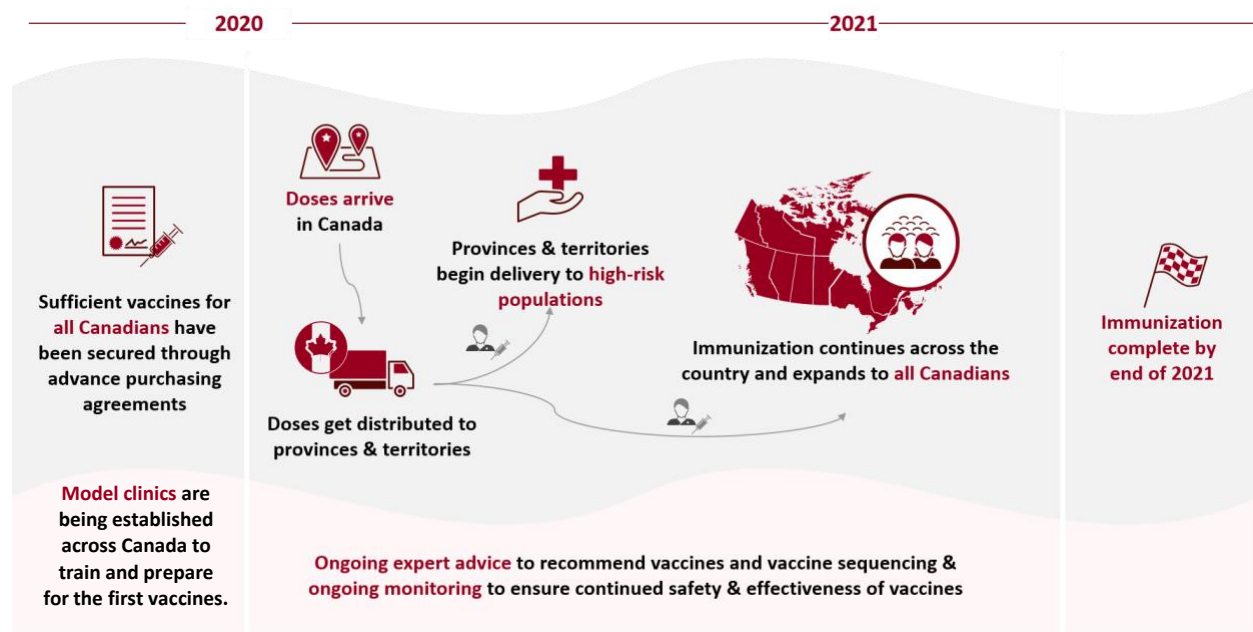 2020
2021
Sufficient vaccines for
all Canadians have
been secured through
advance purchasing
agreements
Model clinics are
being established
across Canada to
train and prepare
for the first vaccines.
Doses arrive
in Canada
Doses get distributed to
provinces & territories
Provinces & territories
begin delivery to high-risk
populations
Immunization continues across the
country and expands to all Canadians
Immunization
complete by
end of 2021
Ongoing expert advice to recommend vaccines and vaccine sequencing &
ongoing monitoring to ensure continued safety & effectiveness of vaccines